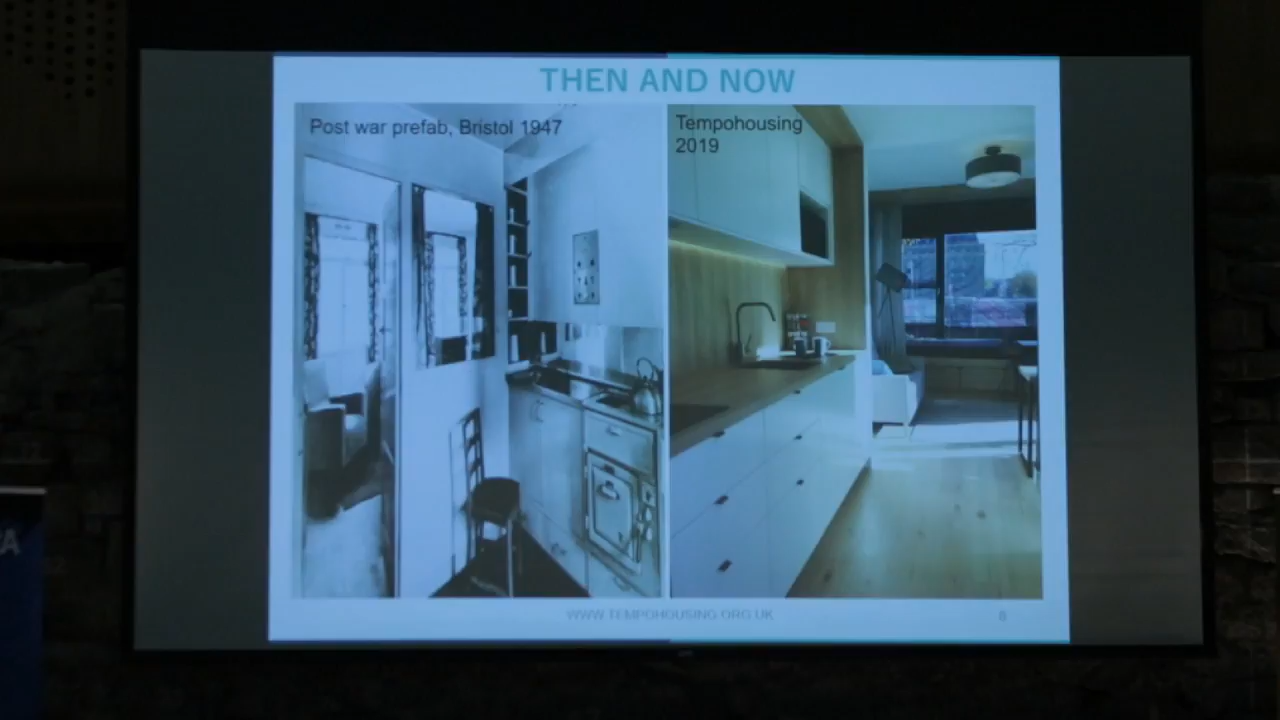 THEN AND NOW
Post war prefab, Bristol 1947
Tempohousing
2019
WWW.TEMPOHOUSING.ORG.UK
8